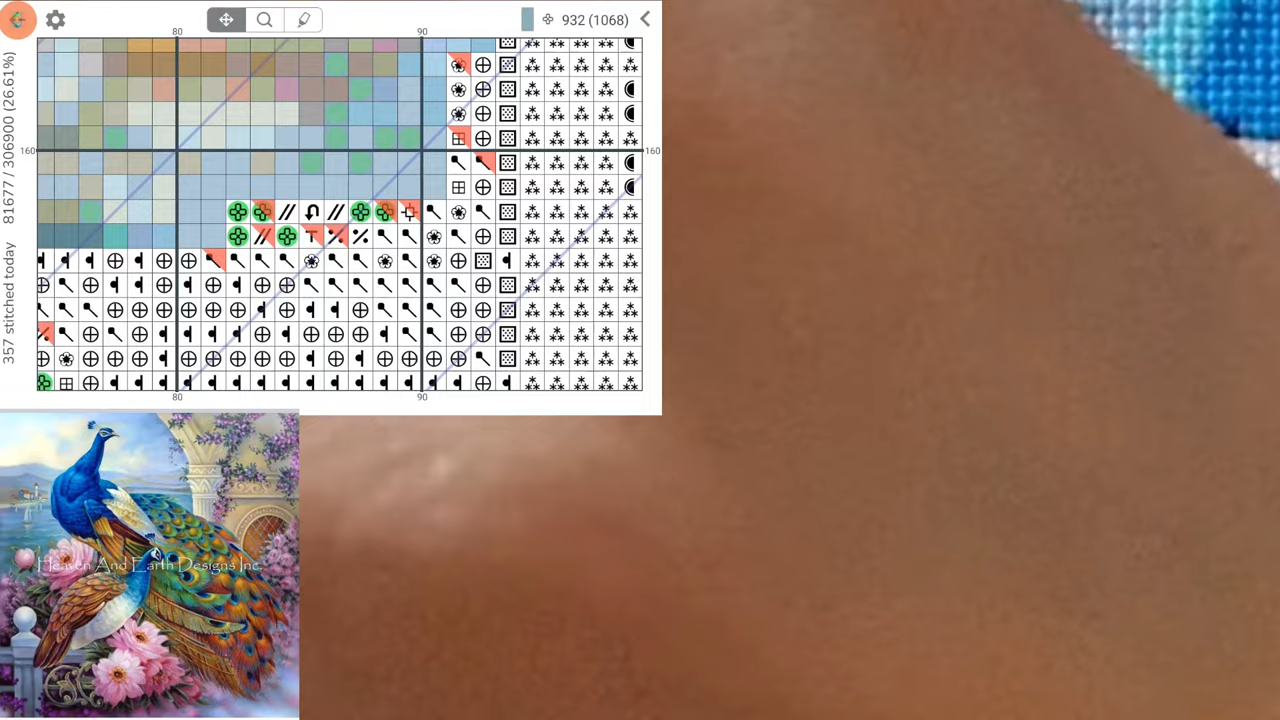 932 (1068)
80 90
160 160
80 90
357 stitched today 81677 / 306900 (26.61%)
Heaven And Earth Designs Inc.